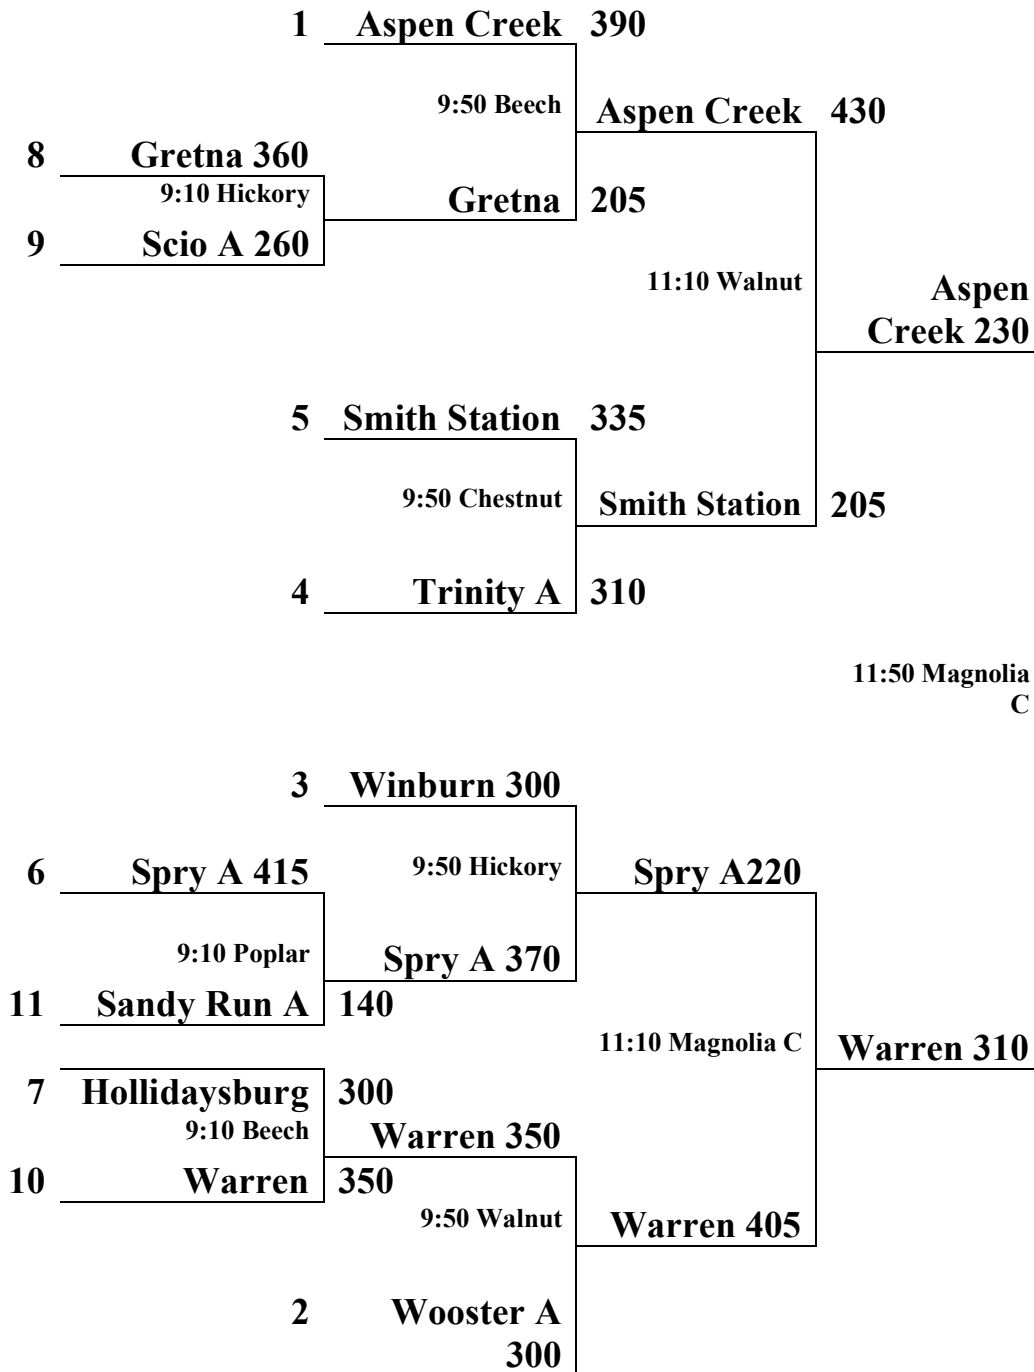 1 Aspen Creek 390
9:50 Beech
Aspen Creek 430
8 Gretna 360
9:10 Hickory
Gretna 205
9 Scio A 260
11:10 Walnut
Aspen
Creek 230
5 Smith Station 335
9:50 Chestnut
Smith Station 205
4 Trinity A 310
11:50 Magnolia
C
3 Winburn 300
9:50 Hickory
6 Spry A 415
Spry A220
9:10 Poplar
Spry A 370
11 Sandy Run A 140
11:10 Magnolia C
Warren 310
7 Hollidaysburg 300
9:10 Beech
Warren 350
10 Warren 350
9:50 Walnut
Warren 405
2 Wooster A
300